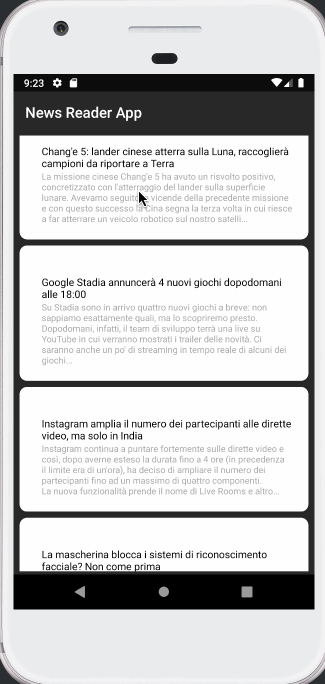 9:23
News Reader App
Chang'e 5: lander cinese atterra sulla Luna, raccoglierà
campioni da riportare a Terra
La missione cinese Chang'e 5 ha avuto un risvolto positivo,
concretizzato con l'atterraggio del lander sulla superficie
lunare. Avevamo seguito vicende della precedente missione
e con questo successo la Cina segna la terza volta in cui riesce
a far atterrare un veicolo robotico sul nostro satelli...
Google Stadia annuncerà 4 nuovi giochi dopodomani
alle 18:00
Su Stadia sono in arrivo quattro nuovi giochi a breve: non
sappiamo esattamente quali, ma lo scopriremo presto.
Dopodomani, infatti, il team di sviluppo terrà una live su
YouTube in cui verranno mostrati i trailer delle novità. Ci
saranno anche un po' di streaming in tempo reale di alcuni dei
giochi...
Instagram amplia il numero dei partecipanti alle dirette
video, ma solo in India
Instagram continua a puntare fortemente sulle dirette video e
così, dopo averne esteso la durata fino a 4 ore (in precedenza
il limite era di un'ora), ha deciso di ampliare il numero dei
partecipanti fino ad un massimo di quattro componenti.
La nuova funzionalità prende il nome di Live Rooms e altro...
La mascherina blocca i sistemi di riconoscimento
facciale? Non come prima